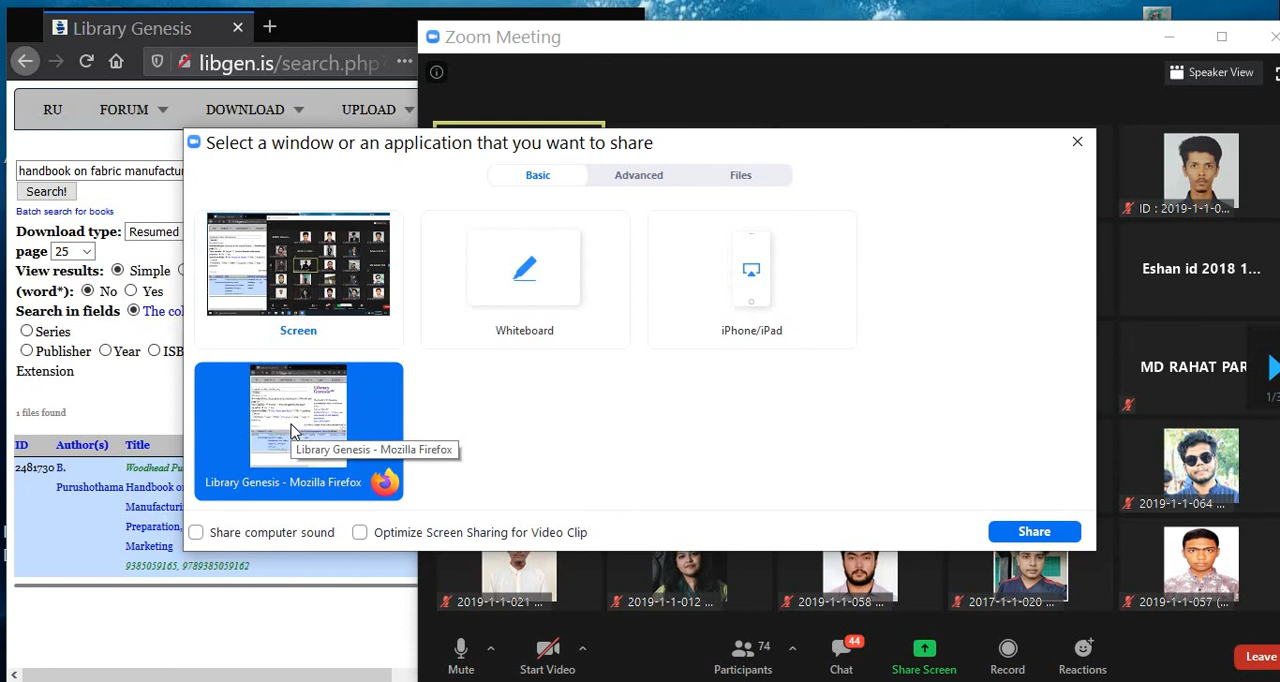 Library Genesis
Zoom Meeting
libgen.is/search.php?
Speaker View
RU FORUM DOWNLOAD UPLOAD
Select a window or an application that you want to share
Basic Advanced Files
handbook on fabric manufactur
Search!
Batch search for books
Download type: Resumed
page 25
View results: Simple
(word*): No Yes
Search in fields The col
Series
Publisher Year ISB
Extension
1 files found
ID Author(s) Title
2481730 B. Woodhead Pu
Purushothama Handbook o
Manufacturi
Preparation,
Marketing
9385059165, 9789385059162
Screen
Whiteboard
iPhone/iPad
Library Genesis - Mozilla Firefox
Library Genesis - Mozilla Firefox
Share computer sound
Optimize Screen Sharing for Video Clip
Share
ID : 2019-1-1-0...
Eshan id 2018 1...
MD RAHAT PAR
1/3
2019-1-1-064 ...
2019-1-1-021 ...
2019-1-1-012 ...
2019-1-1-058 ...
2017-1-1-020 ...
2019-1-1-057 (...
Mute
Start Video
74
Participants
44
Chat
Share Screen
Record
Reactions
Leave